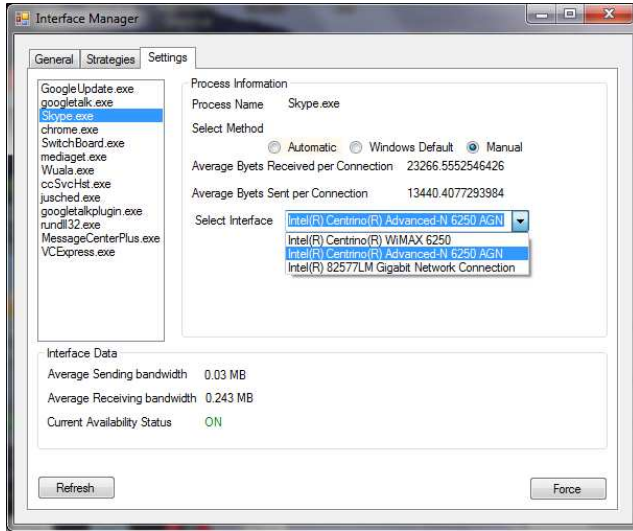 Interface Manager
General Strategies Settings
GoogleUpdate.exe
googletalk.exe
Skype.exe
chrome.exe
SwitchBoard.exe
mediaget.exe
Wuala.exe
ccSvcHst.exe
jusched.exe
googletalkplugin.exe
rundll32.exe
MessageCenterPlus.exe
VCExpress.exe
Process Information
Process Name Skype.exe
Select Method
Automatic Windows Default Manual
Average Byets Received per Connection 23266.5552546426
Average Byets Sent per Connection 13440.4077293984
Select Interface Intel(R) Centrino(R) Advanced-N 6250 AGN
Intel(R) Centrino(R) WiMAX 6250
Intel(R) Centrino(R) Advanced-N 6250 AGN
Intel(R) 82577LM Gigabit Network Connection
Interface Data
Average Sending bandwidth 0.03 MB
Average Receiving bandwidth 0.243 MB
Current Availability Status ON
Refresh Force